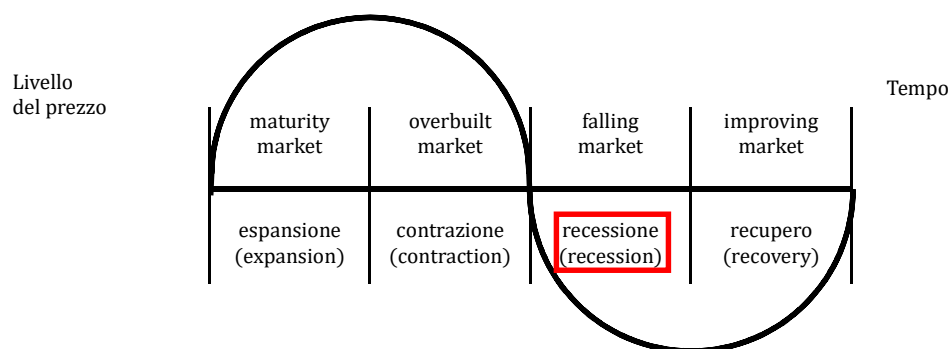 Livello
del prezzo
Tempo
maturity
market
overbuilt
market
falling
market
improving
market
espansione
(expansion)
contrazione
(contraction)
recessione
(recession)
recupero
(recovery)